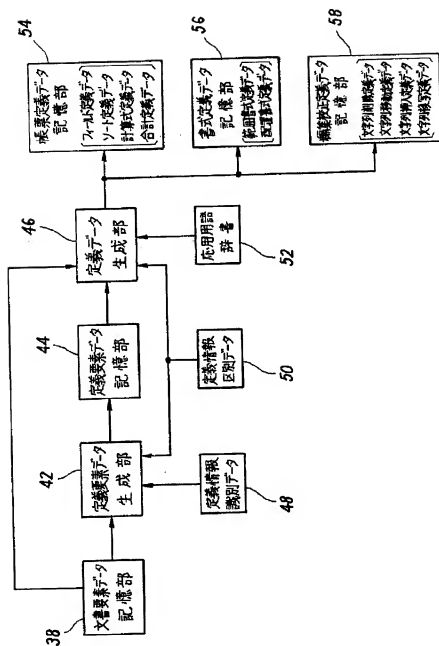 38
文書要素データ
記憶部
42
定義要素データ
生成部
44
定義要素データ
記憶部
46
定義データ
生成部
48
定義情報
識別データ
50
定義情報
区別データ
52
応用用語
辞書
54
帳票定義データ
記憶部
フィールド定義データ
ソート定義データ
計算式定義データ
合計定義データ
56
書式定義データ
記憶部
範囲書式定義データ
配置書式定義データ
58
編集校正定義データ
記憶部
文字列削除定義データ
文字列移動定義データ
文字列挿入定義データ
文字列複写定義データ